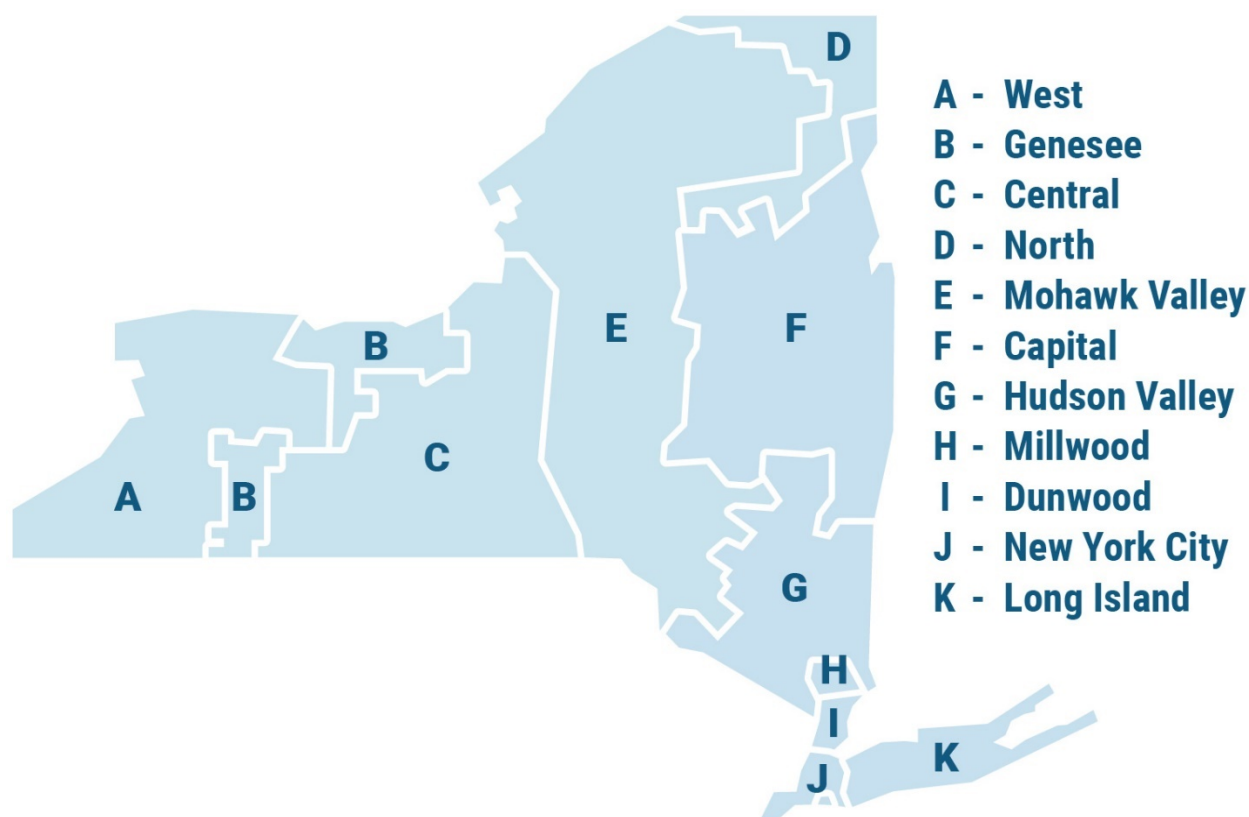 D
A - West
B - Genesee
C - Central
D - North
E - Mohawk Valley
F - Capital
G - Hudson Valley
H - Millwood
I - Dunwood
J - New York City
K - Long Island
B
E
F
A
B
C
G
H
I
J
K